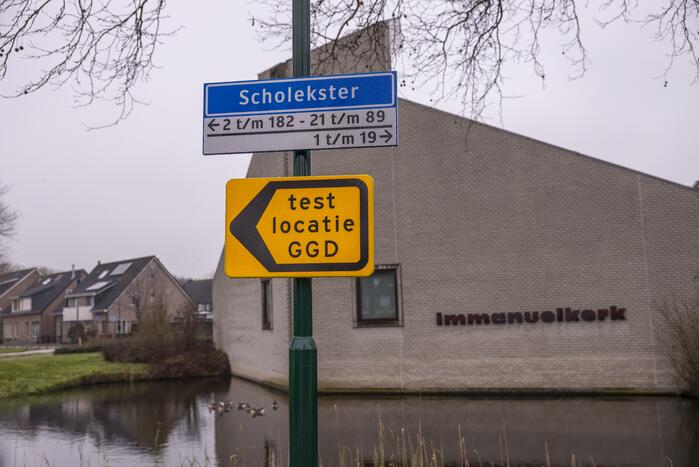 Scholekster
←2 t/m 182 - 21 t/m 89
1 t/m 19→
test
locatie
GGD
Immanuelkerk